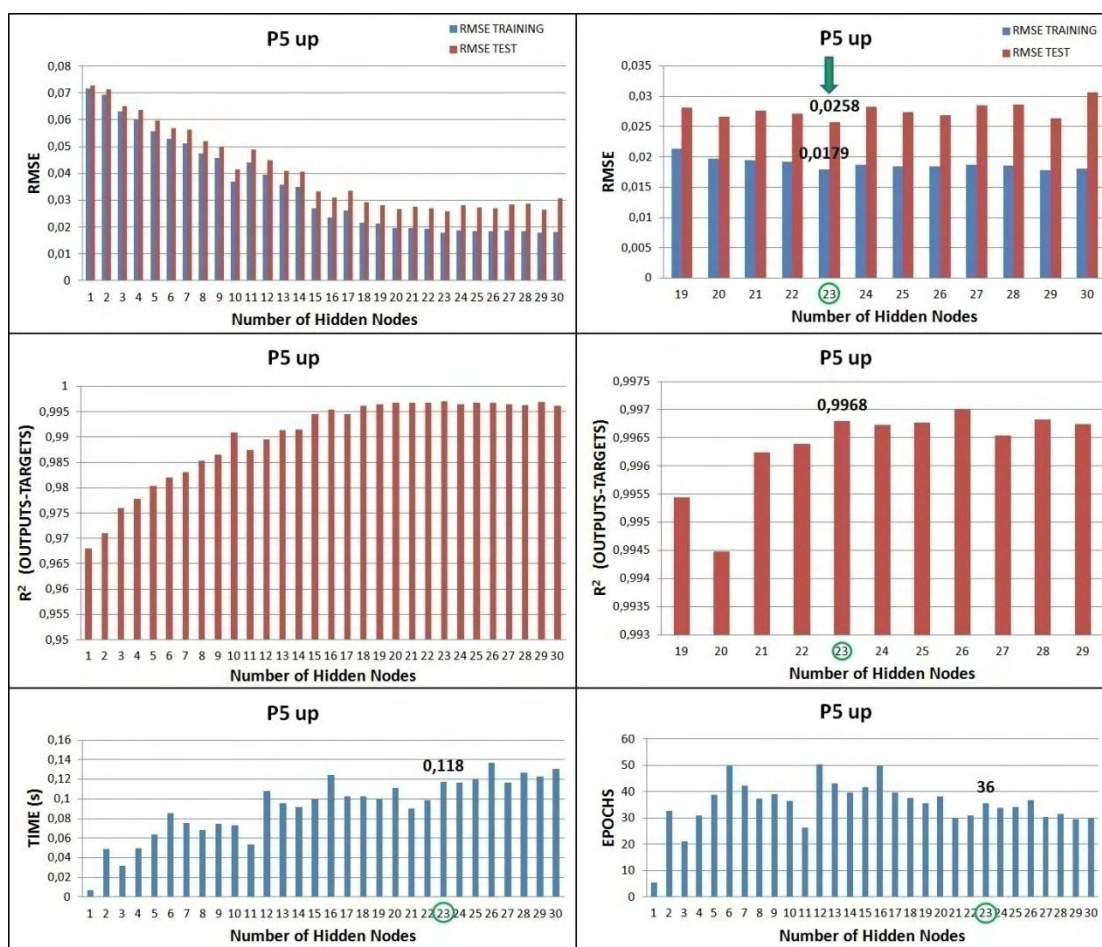 P5 up
RMSE TRAINING
RMSE TEST
RMSE
0,08
0,07
0,06
0,05
0,04
0,03
0,02
0,01
0
1 2 3 4 5 6 7 8 9 10 11 12 13 14 15 16 17 18 19 20 21 22 23 24 25 26 27 28 29 30
Number of Hidden Nodes
P5 up
RMSE TRAINING
RMSE TEST
RMSE
0,035
0,03
0,025
0,02
0,015
0,01
0,005
0
0,0258
0,0179
19 20 21 22 23 24 25 26 27 28 29 30
Number of Hidden Nodes
P5 up
R² (OUTPUTS-TARGETS)
1
0,995
0,99
0,985
0,98
0,975
0,97
0,965
0,96
0,955
0,95
1 2 3 4 5 6 7 8 9 10 11 12 13 14 15 16 17 18 19 20 21 22 23 24 25 26 27 28 29 30
Number of Hidden Nodes
P5 up
R² (OUTPUTS-TARGETS)
0,9975
0,997
0,9965
0,996
0,9955
0,995
0,9945
0,994
0,9935
0,993
0,9968
19 20 21 22 23 24 25 26 27 28 29
Number of Hidden Nodes
P5 up
TIME (s)
0,16
0,14
0,12
0,1
0,08
0,06
0,04
0,02
0
0,118
1 2 3 4 5 6 7 8 9 10 11 12 13 14 15 16 17 18 19 20 21 22 23 24 25 26 27 28 29 30
Number of Hidden Nodes
P5 up
EPOCHS
60
50
40
30
20
10
0
36
1 2 3 4 5 6 7 8 9 10 11 12 13 14 15 16 17 18 19 20 21 22 23 24 25 26 27 28 29 30
Number of Hidden Nodes